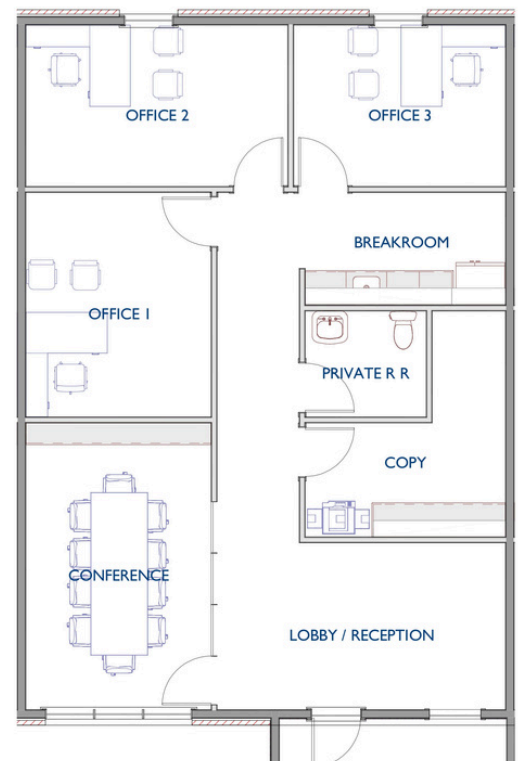 OFFICE 2
OFFICE 3
BREAKROOM
OFFICE 1
PRIVATE R R
COPY
CONFERENCE
LOBBY / RECEPTION